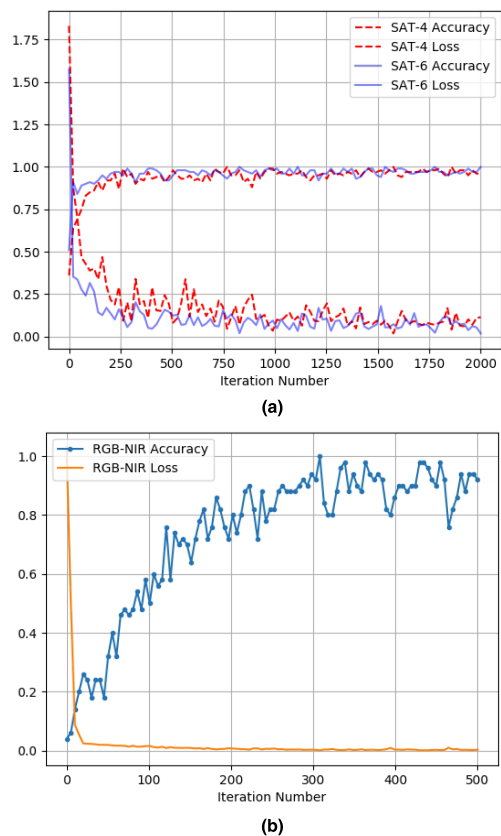 SAT-4 Accuracy
SAT-4 Loss
SAT-6 Accuracy
SAT-6 Loss
1.75
1.50
1.25
1.00
0.75
0.50
0.25
0.00
0 250 500 750 1000 1250 1500 1750 2000
Iteration Number
(a)
RGB-NIR Accuracy
RGB-NIR Loss
1.0
0.8
0.6
0.4
0.2
0.0
0 100 200 300 400 500
Iteration Number
(b)